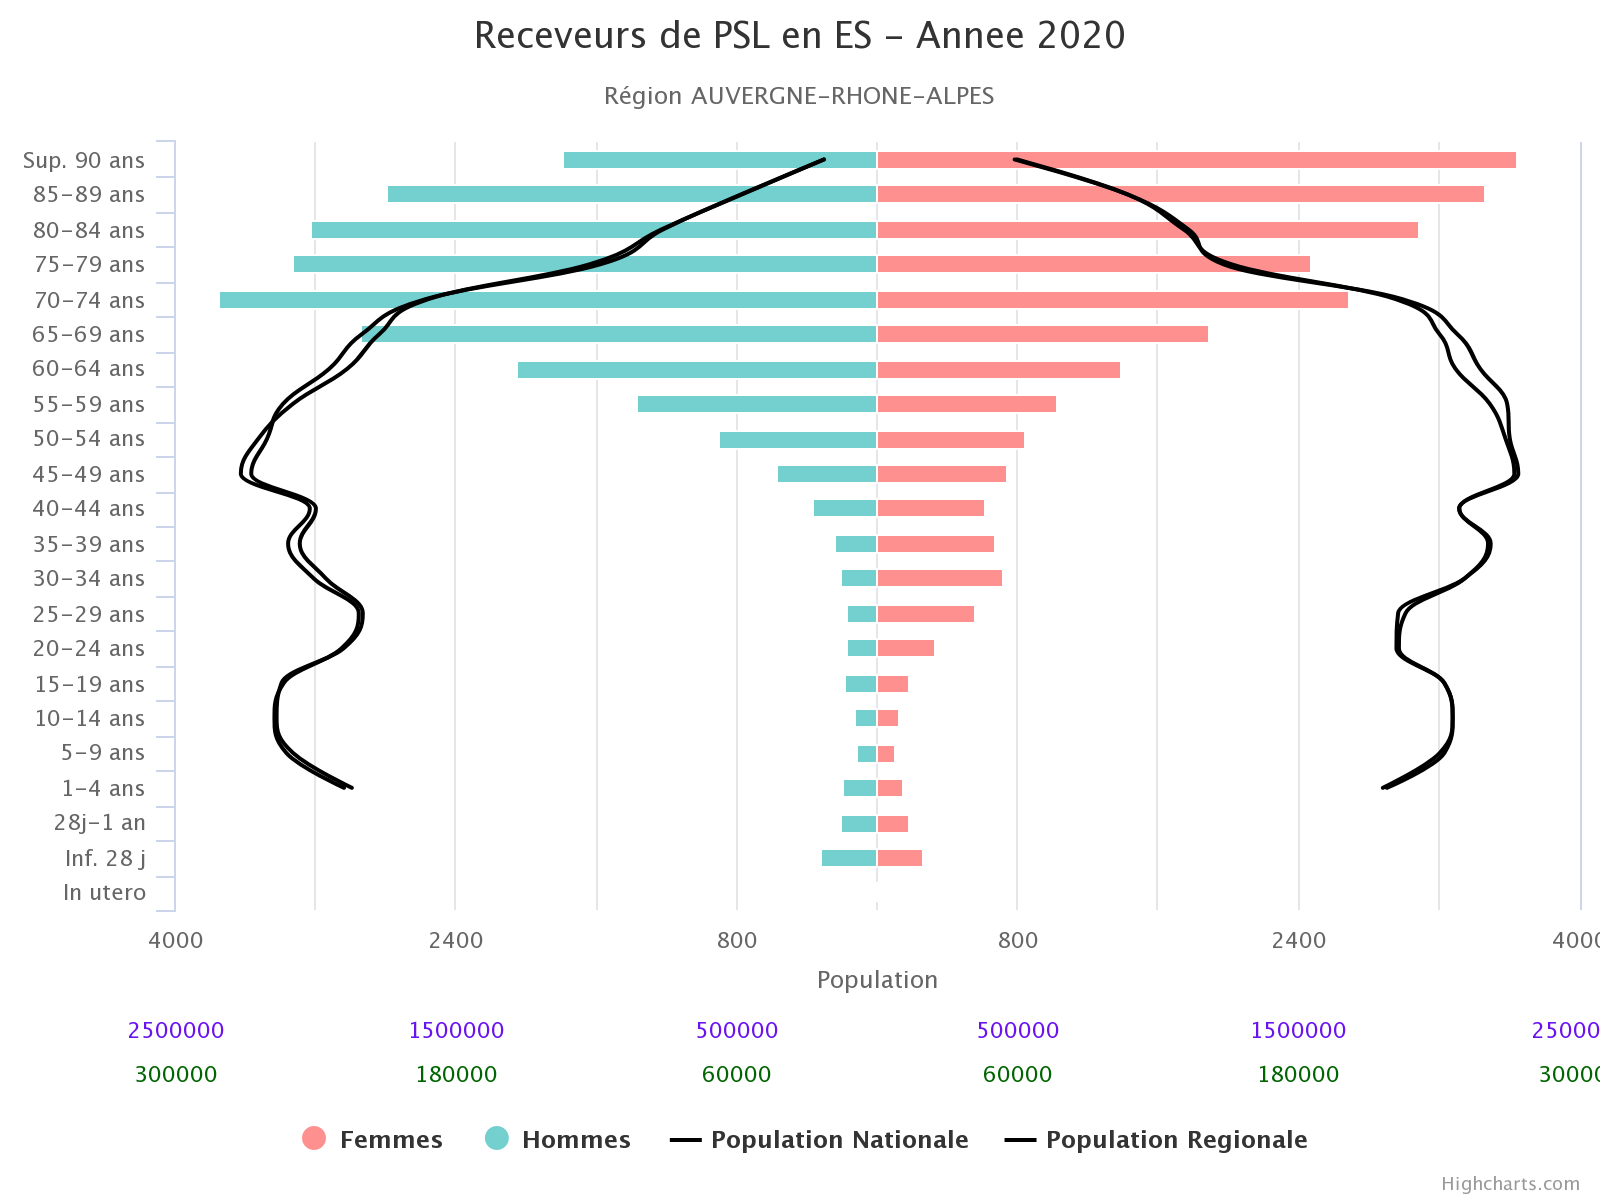 Receveurs de PSL en ES - Annee 2020
Région AUVERGNE-RHONE-ALPES
Sup. 90 ans
85-89 ans
80-84 ans
75-79 ans
70-74 ans
65-69 ans
60-64 ans
55-59 ans
50-54 ans
45-49 ans
40-44 ans
35-39 ans
30-34 ans
25-29 ans
20-24 ans
15-19 ans
10-14 ans
5-9 ans
1-4 ans
28j-1 an
Inf. 28 j
In utero
4000 2400 800 800 2400 4000
Population
2500000 1500000 500000 500000 1500000 25000
300000 180000 60000 60000 180000 30000
Femmes Hommes Population Nationale Population Regionale
Highcharts.com